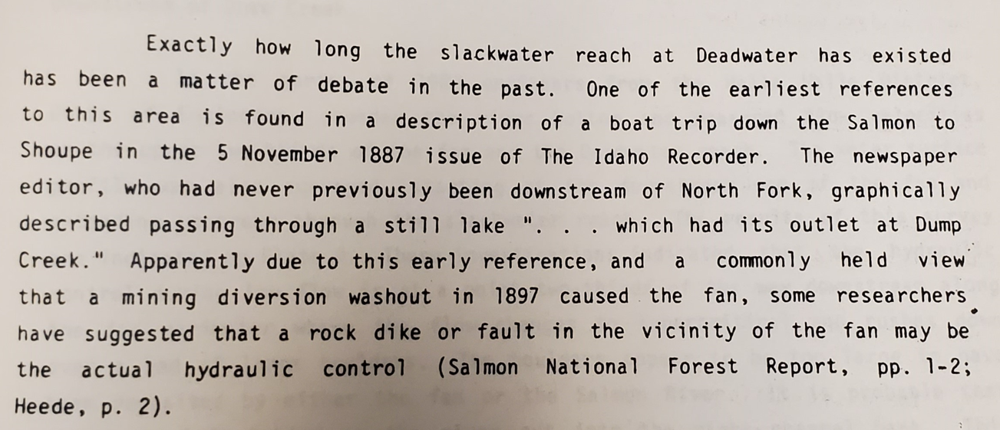 Exactly how long the slackwater reach at Deadwater has existed
has been a matter of debate in the past. One of the earliest references
to this area is found in a description of a boat trip down the Salmon to
Shoupe in the 5 November 1887 issue of The Idaho Recorder. The newspaper
editor, who had never previously been downstream of North Fork, graphically
described passing through a still lake ". . . which had its outlet at Dump
Creek." Apparently due to this early reference, and a commonly held view
that a mining diversion washout in 1897 caused the fan, some researchers
have suggested that a rock dike or fault in the vicinity of the fan may be
the actual hydraulic control (Salmon National Forest Report, pp. 1-2;
Heede, p. 2).